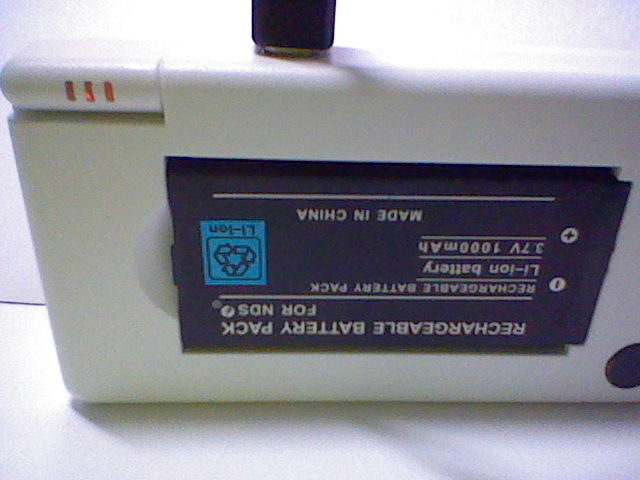 RECHARGEABLE BATTERY PACK
FOR NDS
RECHARGEABLE BATTERY PACK
Li-ion battery
3.7V 1000mAh
Li-ion
MADE IN CHINA